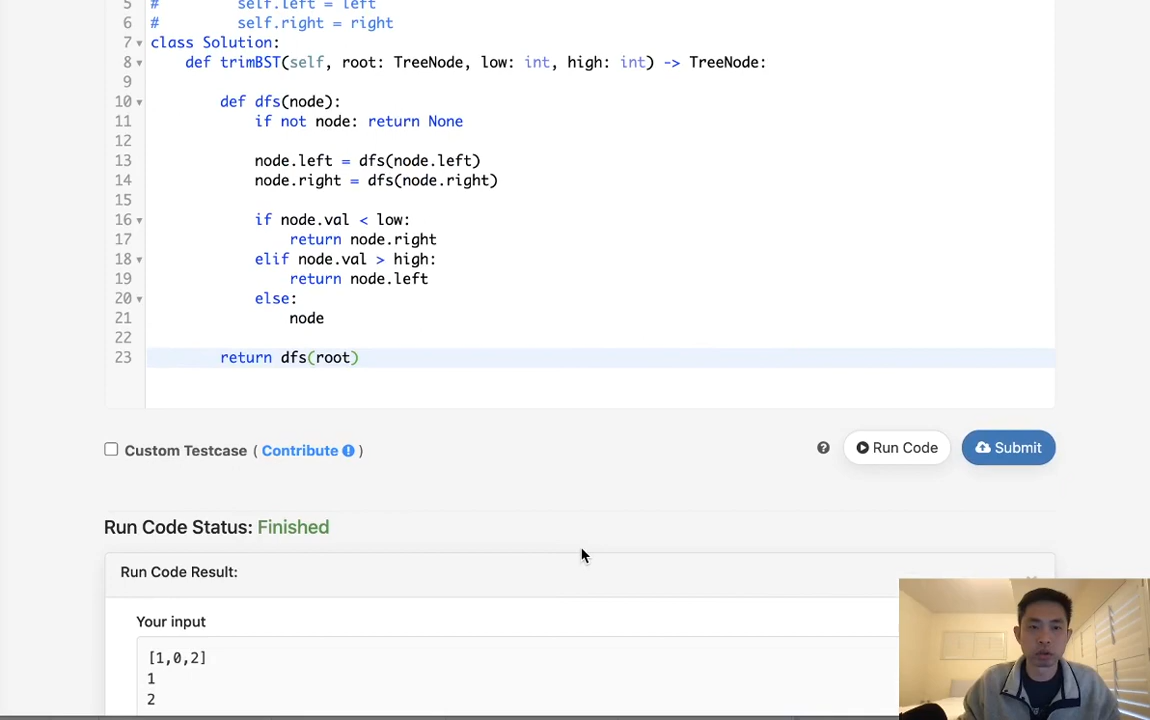 5 # self.left = left
6 # self.right = right
7 class Solution:
8 def trimBST(self, root: TreeNode, low: int, high: int) -> TreeNode:
9
10 def dfs(node):
11 if not node: return None
12
13 node.left = dfs(node.left)
14 node.right = dfs(node.right)
15
16 if node.val < low:
17 return node.right
18 elif node.val > high:
19 return node.left
20 else:
21 node
22
23 return dfs(root)
Custom Testcase ( Contribute ) ? Run Code Submit
Run Code Status: Finished
Run Code Result:
Your input
[1,0,2]
1
2